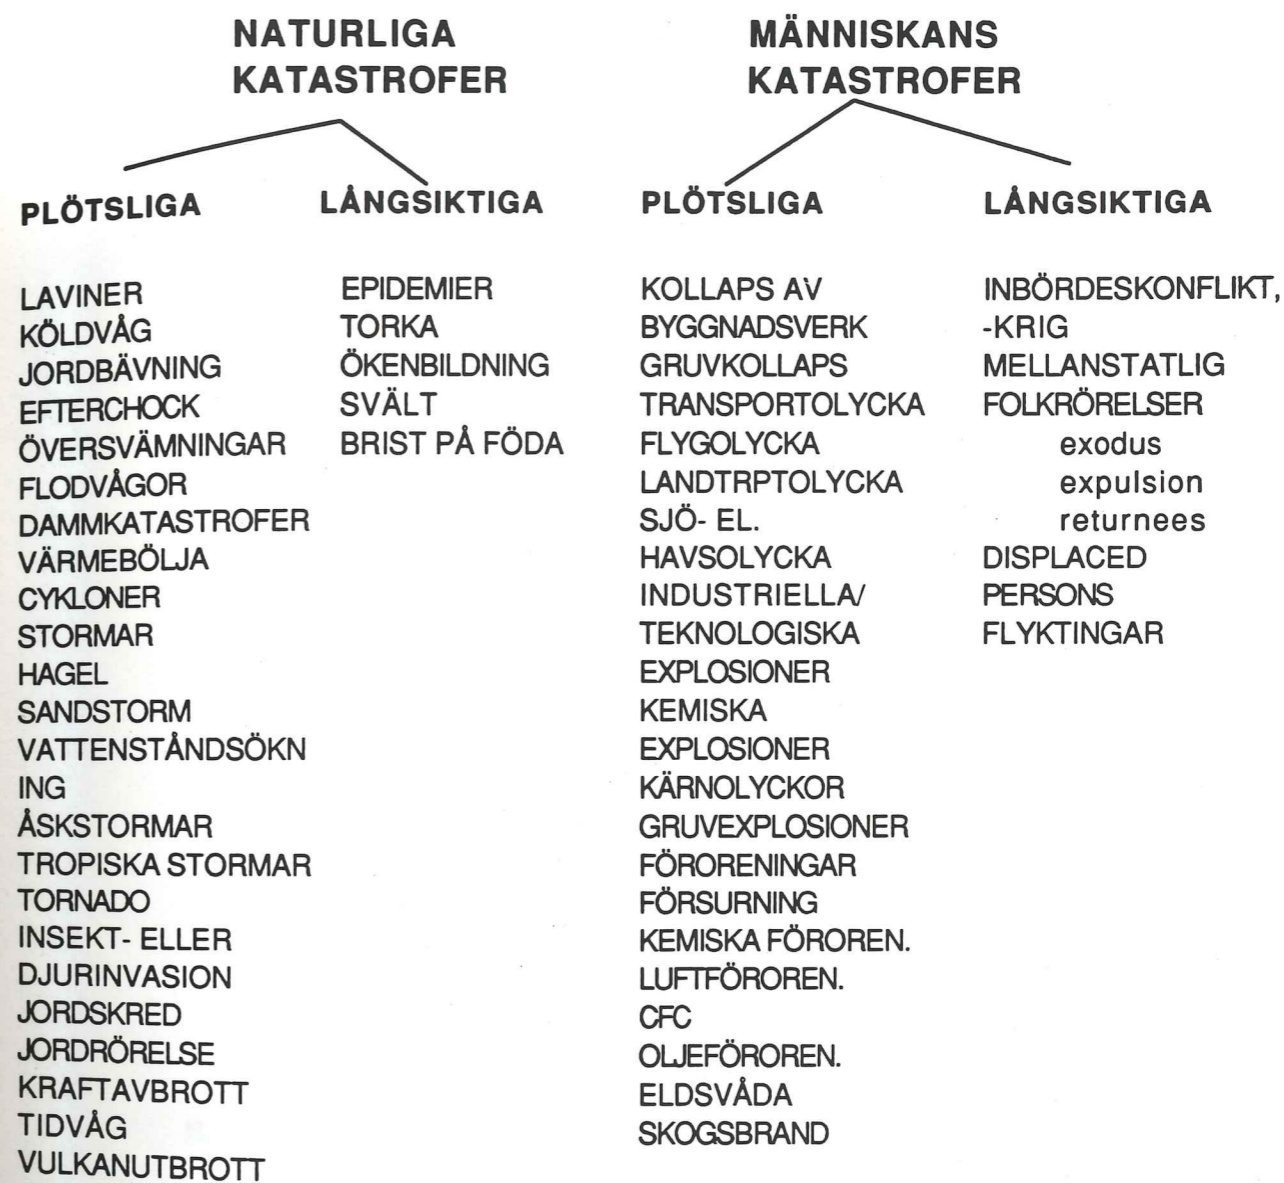 NATURLIGA
KATASTROFER
PLÖTSLIGA
LAVINER
KÖLDVÅG
JORDBÄVNING
EFTERCHOCK
ÖVERSVÄMNINGAR
FLODVÅGOR
DAMMKATASTROFER
VÄRMEBÖLJA
CYKLONER
STORMAR
HAGEL
SANDSTORM
VATTENSTÅNDSÖKN
ING
ÅSKSTORMAR
TROPISKA STORMAR
TORNADO
INSEKT- ELLER
DJURINVASION
JORDSKRED
JORDRÖRELSE
KRAFTAVBROTT
TIDVÅG
VULKANUTBROTT
LÅNGSIKTIGA
EPIDEMIER
TORKA
ÖKENBILDNING
SVÄLT
BRIST PÅ FÖDA
MÄNNISKANS
KATASTROFER
PLÖTSLIGA
KOLLAPS AV
BYGGNADSVERK
GRUVKOLLAPS
TRANSPORTOLYCKA
FLYGOLYCKA
LANDTRPTOLYCKA
SJÖ- EL.
HAVSOLYCKA
INDUSTRIELLA/
TEKNOLOGISKA
EXPLOSIONER
KEMISKA
EXPLOSIONER
KÄRNOLYCKOR
GRUVEXPLOSIONER
FÖRORENINGAR
FÖRSURNING
KEMISKA FÖROREN.
LUFTFÖROREN.
CFC
OLJEFÖROREN.
ELDSVÅDA
SKOGSBRAND
LÅNGSIKTIGA
INBÖRDESKONFLIKT,
-KRIG
MELLANSTATLIG
FOLKRÖRELSER
exodus
expulsion
returnees
DISPLACED
PERSONS
FLYKTINGAR